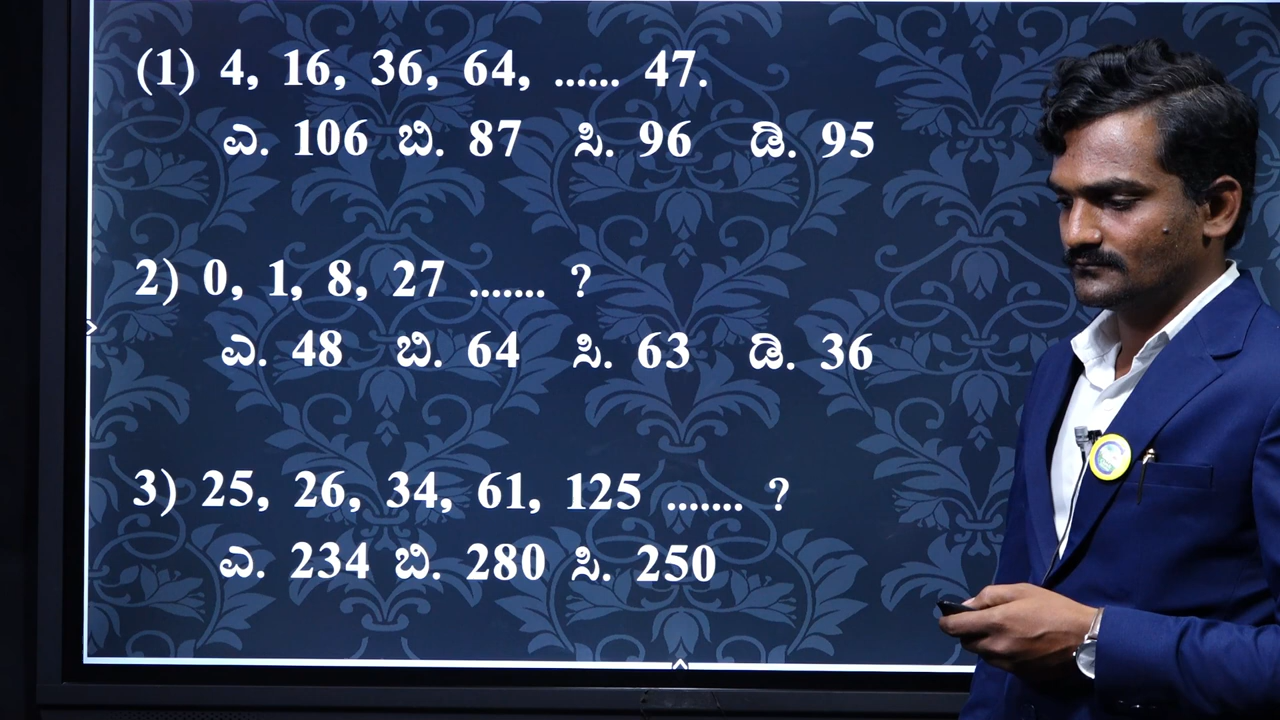 (1) 4, 16, 36, 64, ...... 47.
ಎ. 106 ಬಿ. 87 ಸಿ. 96 ಡಿ. 95
2) 0, 1, 8, 27 ....... ?
ಎ. 48 ಬಿ. 64 ಸಿ. 63 ಡಿ. 36
3) 25, 26, 34, 61, 125 ....... ?
ಎ. 234 ಬಿ. 280 ಸಿ. 250